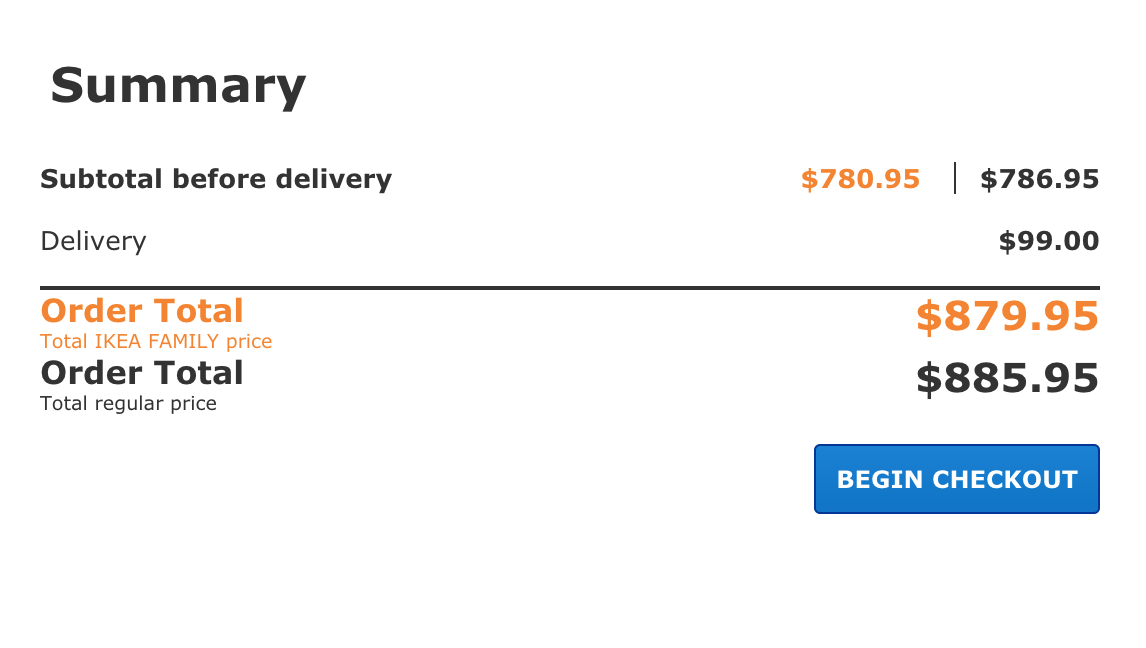 Summary
Subtotal before delivery $780.95 $786.95
Delivery $99.00
Order Total $879.95
Total IKEA FAMILY price
Order Total $885.95
Total regular price
BEGIN CHECKOUT